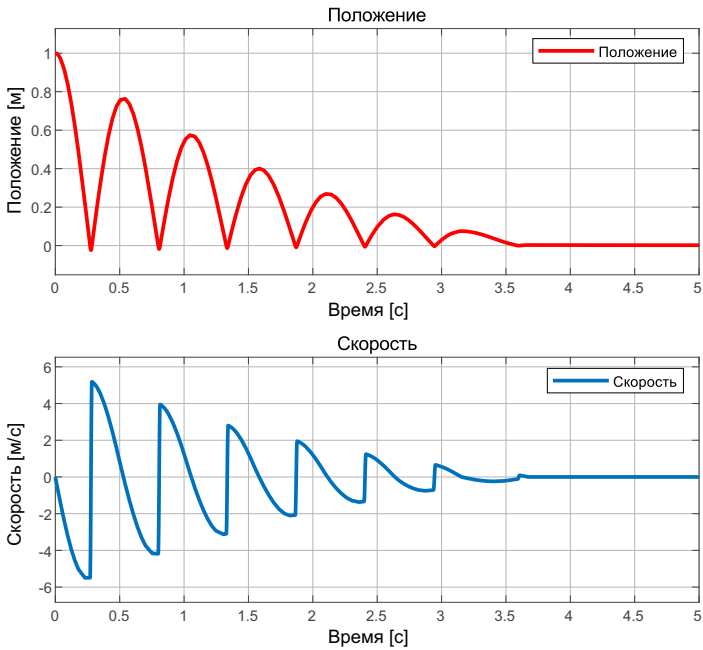 Положение
Положение
Положение [м]
1
0.8
0.6
0.4
0.2
0
0 0.5 1 1.5 2 2.5 3 3.5 4 4.5 5
Время [с]
Скорость
Скорость
Скорость [м/с]
6
4
2
0
-2
-4
-6
0 0.5 1 1.5 2 2.5 3 3.5 4 4.5 5
Время [с]